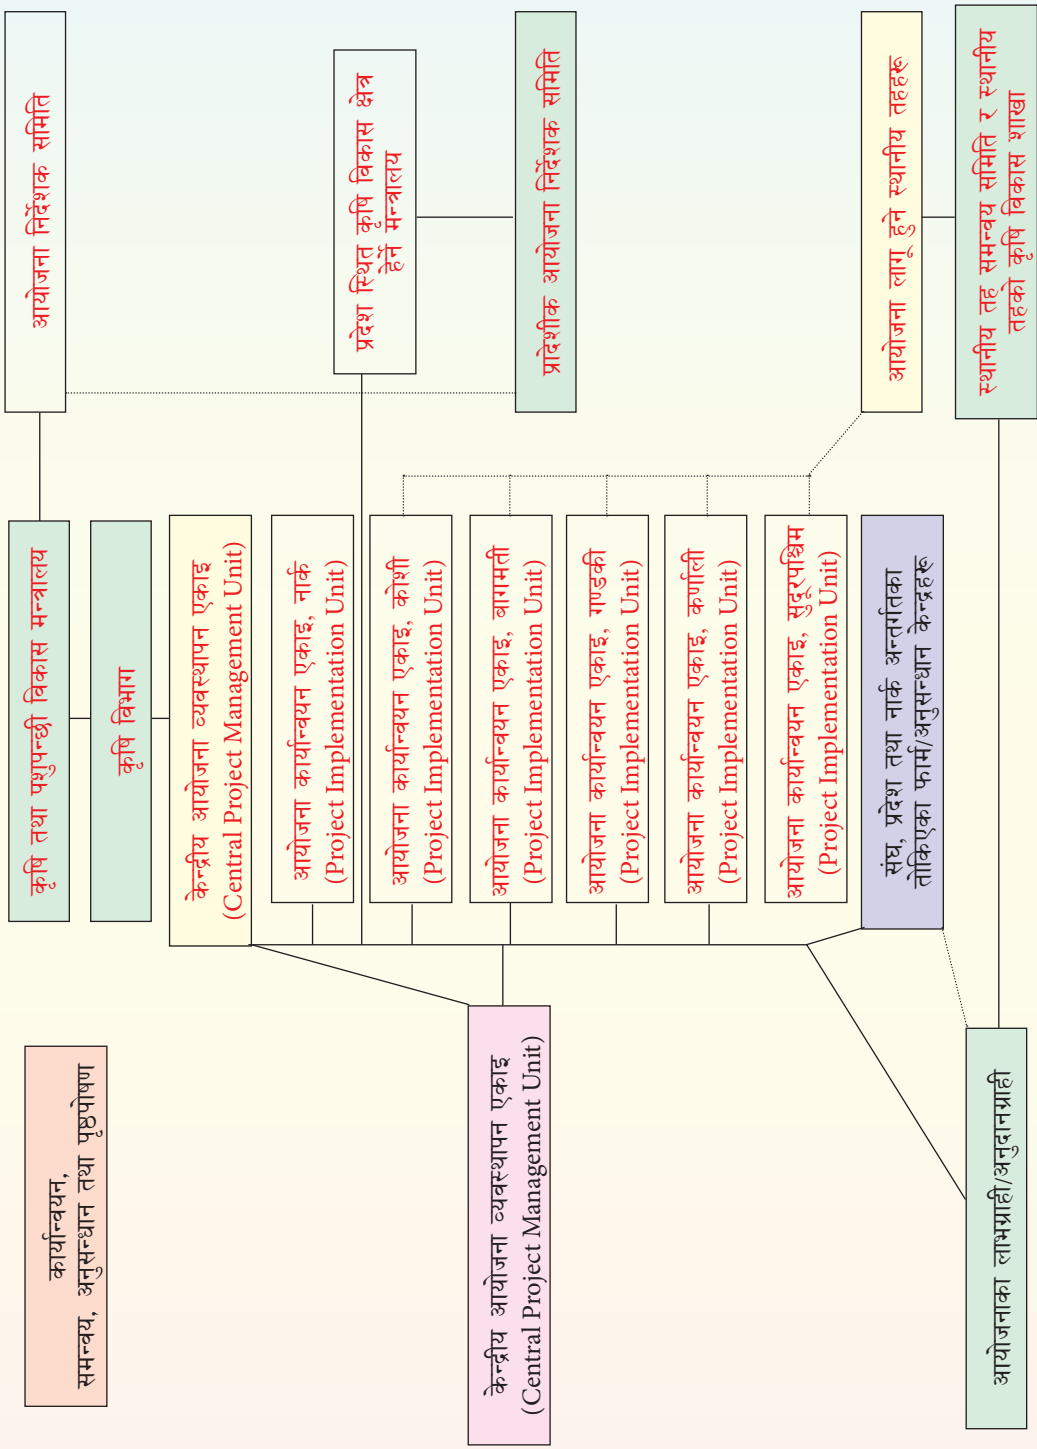 आयोजना निर्देशक समिति
कृषि तथा पशुपन्छी विकास मन्त्रालय
कृषि विभाग
कार्यान्वयन,
समन्वय, अनुसन्धान तथा पृष्ठपोषण
केन्द्रीय आयोजना व्यवस्थापन एकाइ
(Central Project Management Unit)
आयोजना कार्यान्वयन एकाइ, नार्क
(Project Implementation Unit)
प्रदेश स्थित कृषि विकास क्षेत्र
हेर्ने मन्त्रालय
आयोजना कार्यान्वयन एकाइ, कोशी
(Project Implementation Unit)
आयोजना कार्यान्वयन एकाइ, बागमती
(Project Implementation Unit)
प्रादेशीक आयोजना निर्देशक समिति
केन्द्रीय आयोजना व्यवस्थापन एकाइ
(Central Project Management Unit)
आयोजना कार्यान्वयन एकाइ, गण्डकी
(Project Implementation Unit)
आयोजना कार्यान्वयन एकाइ, कर्णाली
(Project Implementation Unit)
आयोजना कार्यान्वयन एकाइ, सुदूरपश्चिम
(Project Implementation Unit)
आयोजना लागू हुने स्थानीय तहहरू
संघ, प्रदेश तथा नार्क अन्तर्गतका
तोकिएका फार्म/अनुसन्धान केन्द्रहरू
स्थानीय तह समन्वय समिति र स्थानीय
तहको कृषि विकास शाखा
आयोजनाका लाभग्राही/अनुदानग्राही